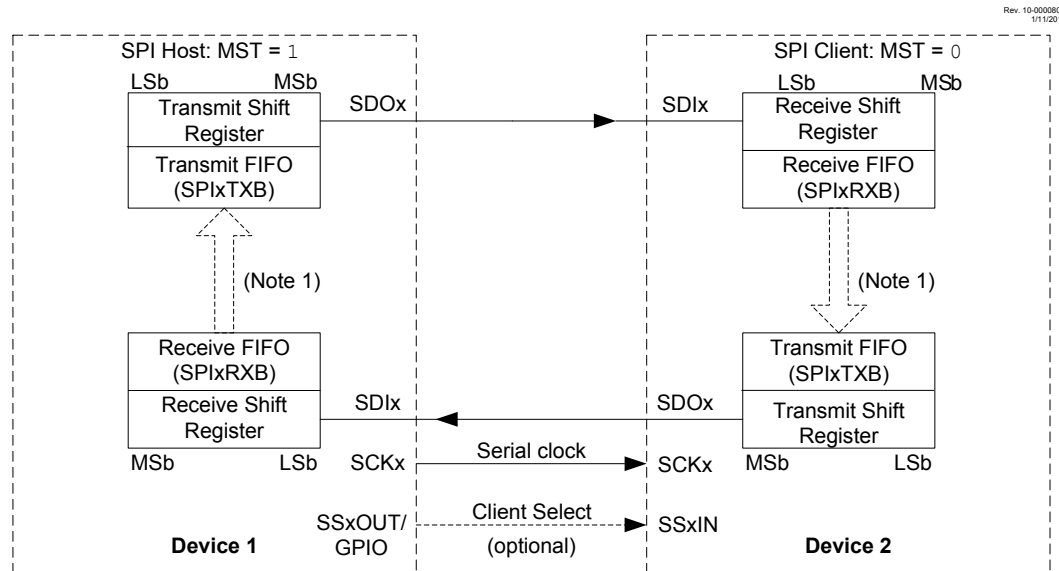 Rev. 10-000080
1/11/201
SPI Host: MST = 1
SPI Client: MST = 0
LSb MSb
LSb MSb
Transmit Shift
Register
SDOx
SDIx
Receive Shift
Register
Transmit FIFO
(SPIxTXB)
Receive FIFO
(SPIxRXB)
(Note 1)
(Note 1)
Receive FIFO
(SPIxRXB)
Transmit FIFO
(SPIxTXB)
Receive Shift
Register
SDIx
SDOx
Transmit Shift
Register
MSb LSb
SCKx
Serial clock
SCKx
MSb LSb
SSxOUT/
GPIO
Client Select
(optional)
SSxIN
Device 1
Device 2